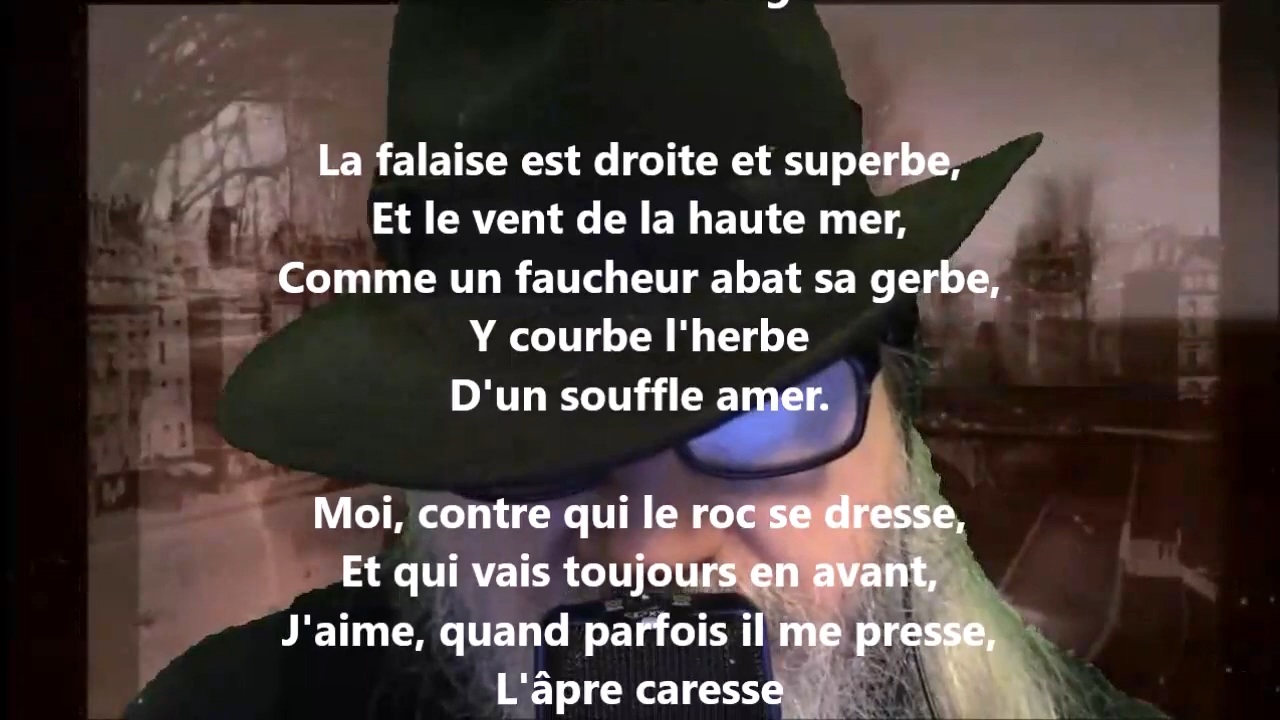 La falaise est droite et superbe,
Et le vent de la haute mer,
Comme un faucheur abat sa gerbe,
Y courbe l'herbe
D'un souffle amer.
Moi, contre qui le roc se dresse,
Et qui vais toujours en avant,
J'aime, quand parfois il me presse,
L'âpre caresse